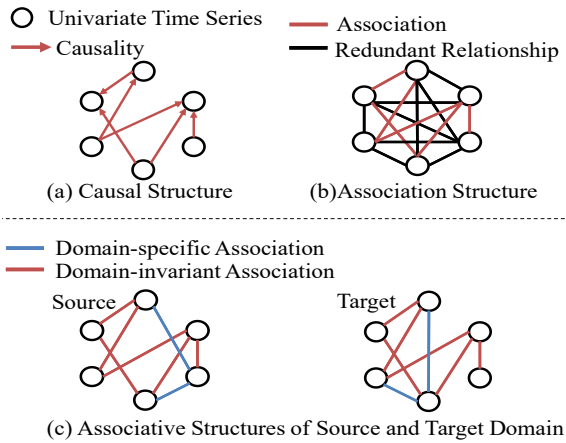 Univariate Time Series
Causality
(a) Causal Structure
Association
Redundant Relationship
(b)Association Structure
Domain-specific Association
Domain-invariant Association
Source
Target
(c) Associative Structures of Source and Target Domain